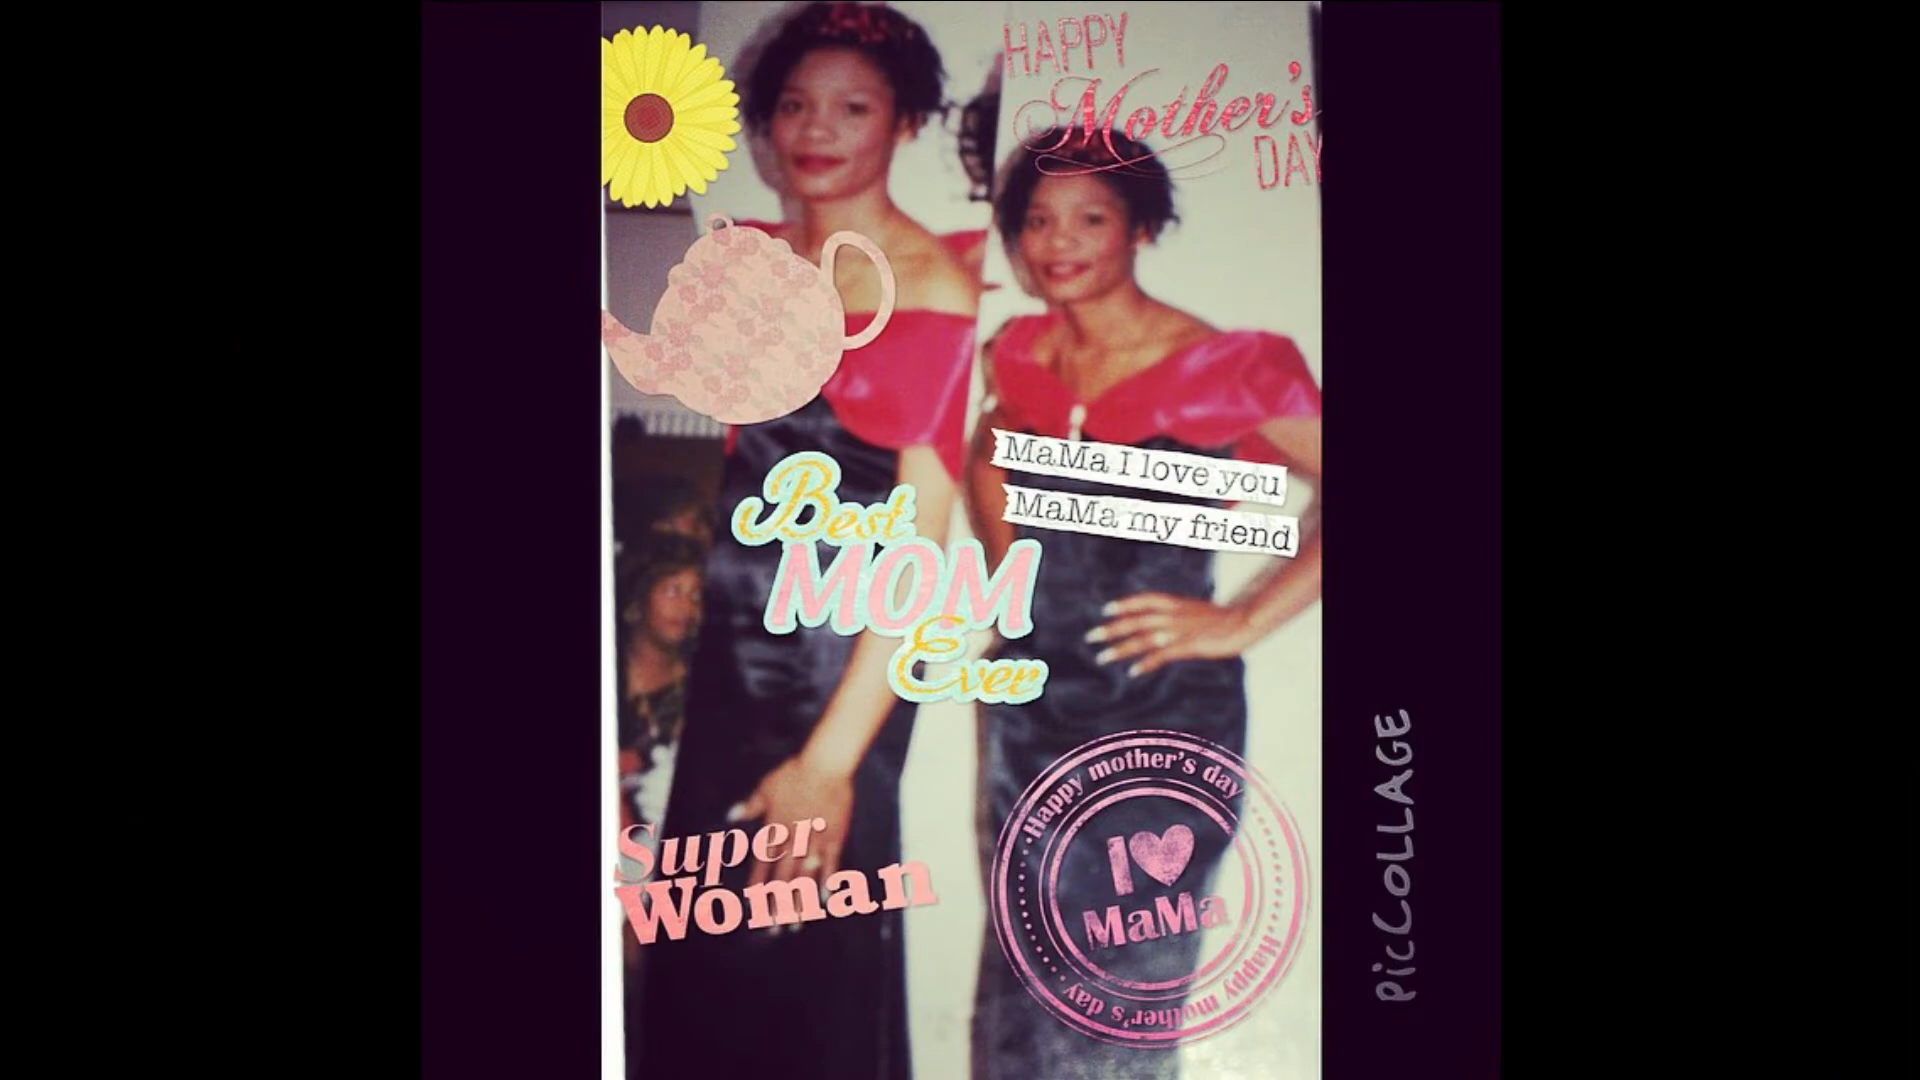 HAPPY
Mother's
DAY
MaMa I love you
MaMa my friend
Best
MOM
Ever
Super
Woman
Happy mother's day
I
MaMa
Happy mother's day
PicCOLLAGE